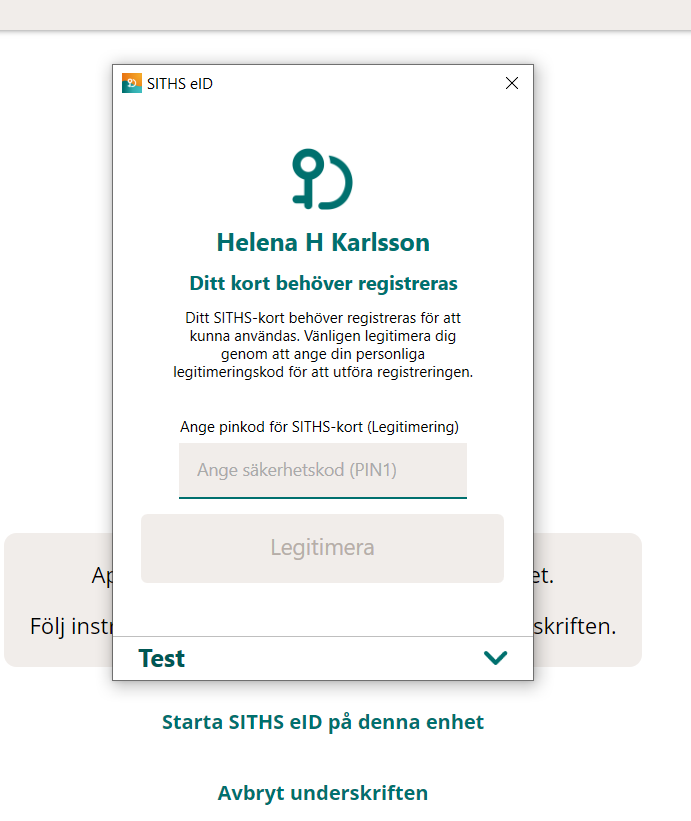 SITHS eID
Helena H Karlsson
Ditt kort behöver registreras
Ditt SITHS-kort behöver registreras för att
kunna användas. Vänligen legitimera dig
genom att ange din personliga
legitimeringskod för att utföra registreringen.
Ange pinkod för SITHS-kort (Legitimering)
Ange säkerhetskod (PIN1)
Legitimera
Följ
skriften.
Test
Starta SITHS eID på denna enhet
Avbryt underskriften